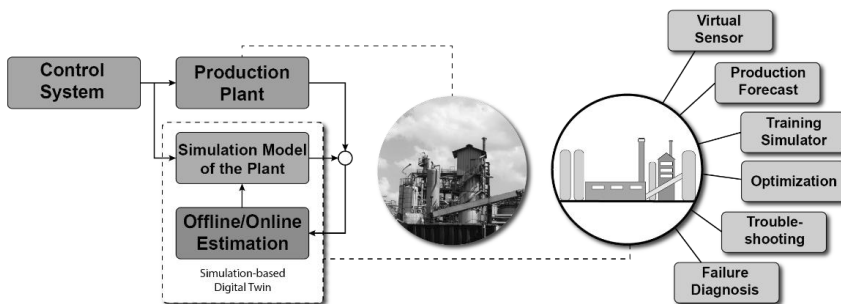 Control
System
Production
Plant
Simulation Model
of the Plant
Offline/Online
Estimation
Simulation-based
Digital Twin
Virtual
Sensor
Production
Forecast
Training
Simulator
Optimization
Trouble-
shooting
Failure
Diagnosis